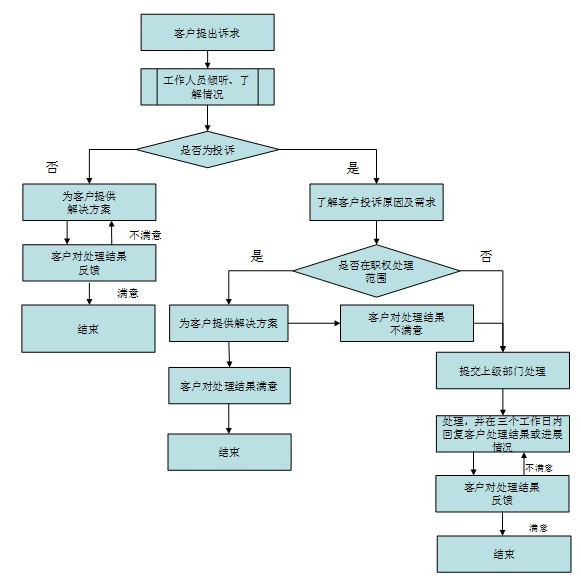 客户提出诉求
工作人员倾听、了
解情况
是否为投诉
否
是
为客户提供
解决方案
了解客户投诉原因及需求
不满意
客户对处理结果
反馈
是否在职权处理
范围
是
否
满意
结束
为客户提供解决方案
客户对处理结果
不满意
提交上级部门处理
客户对处理结果满意
处理，并在三个工作日内
回复客户处理结果或进展
情况
结束
不满意
客户对处理结果
反馈
满意
结束